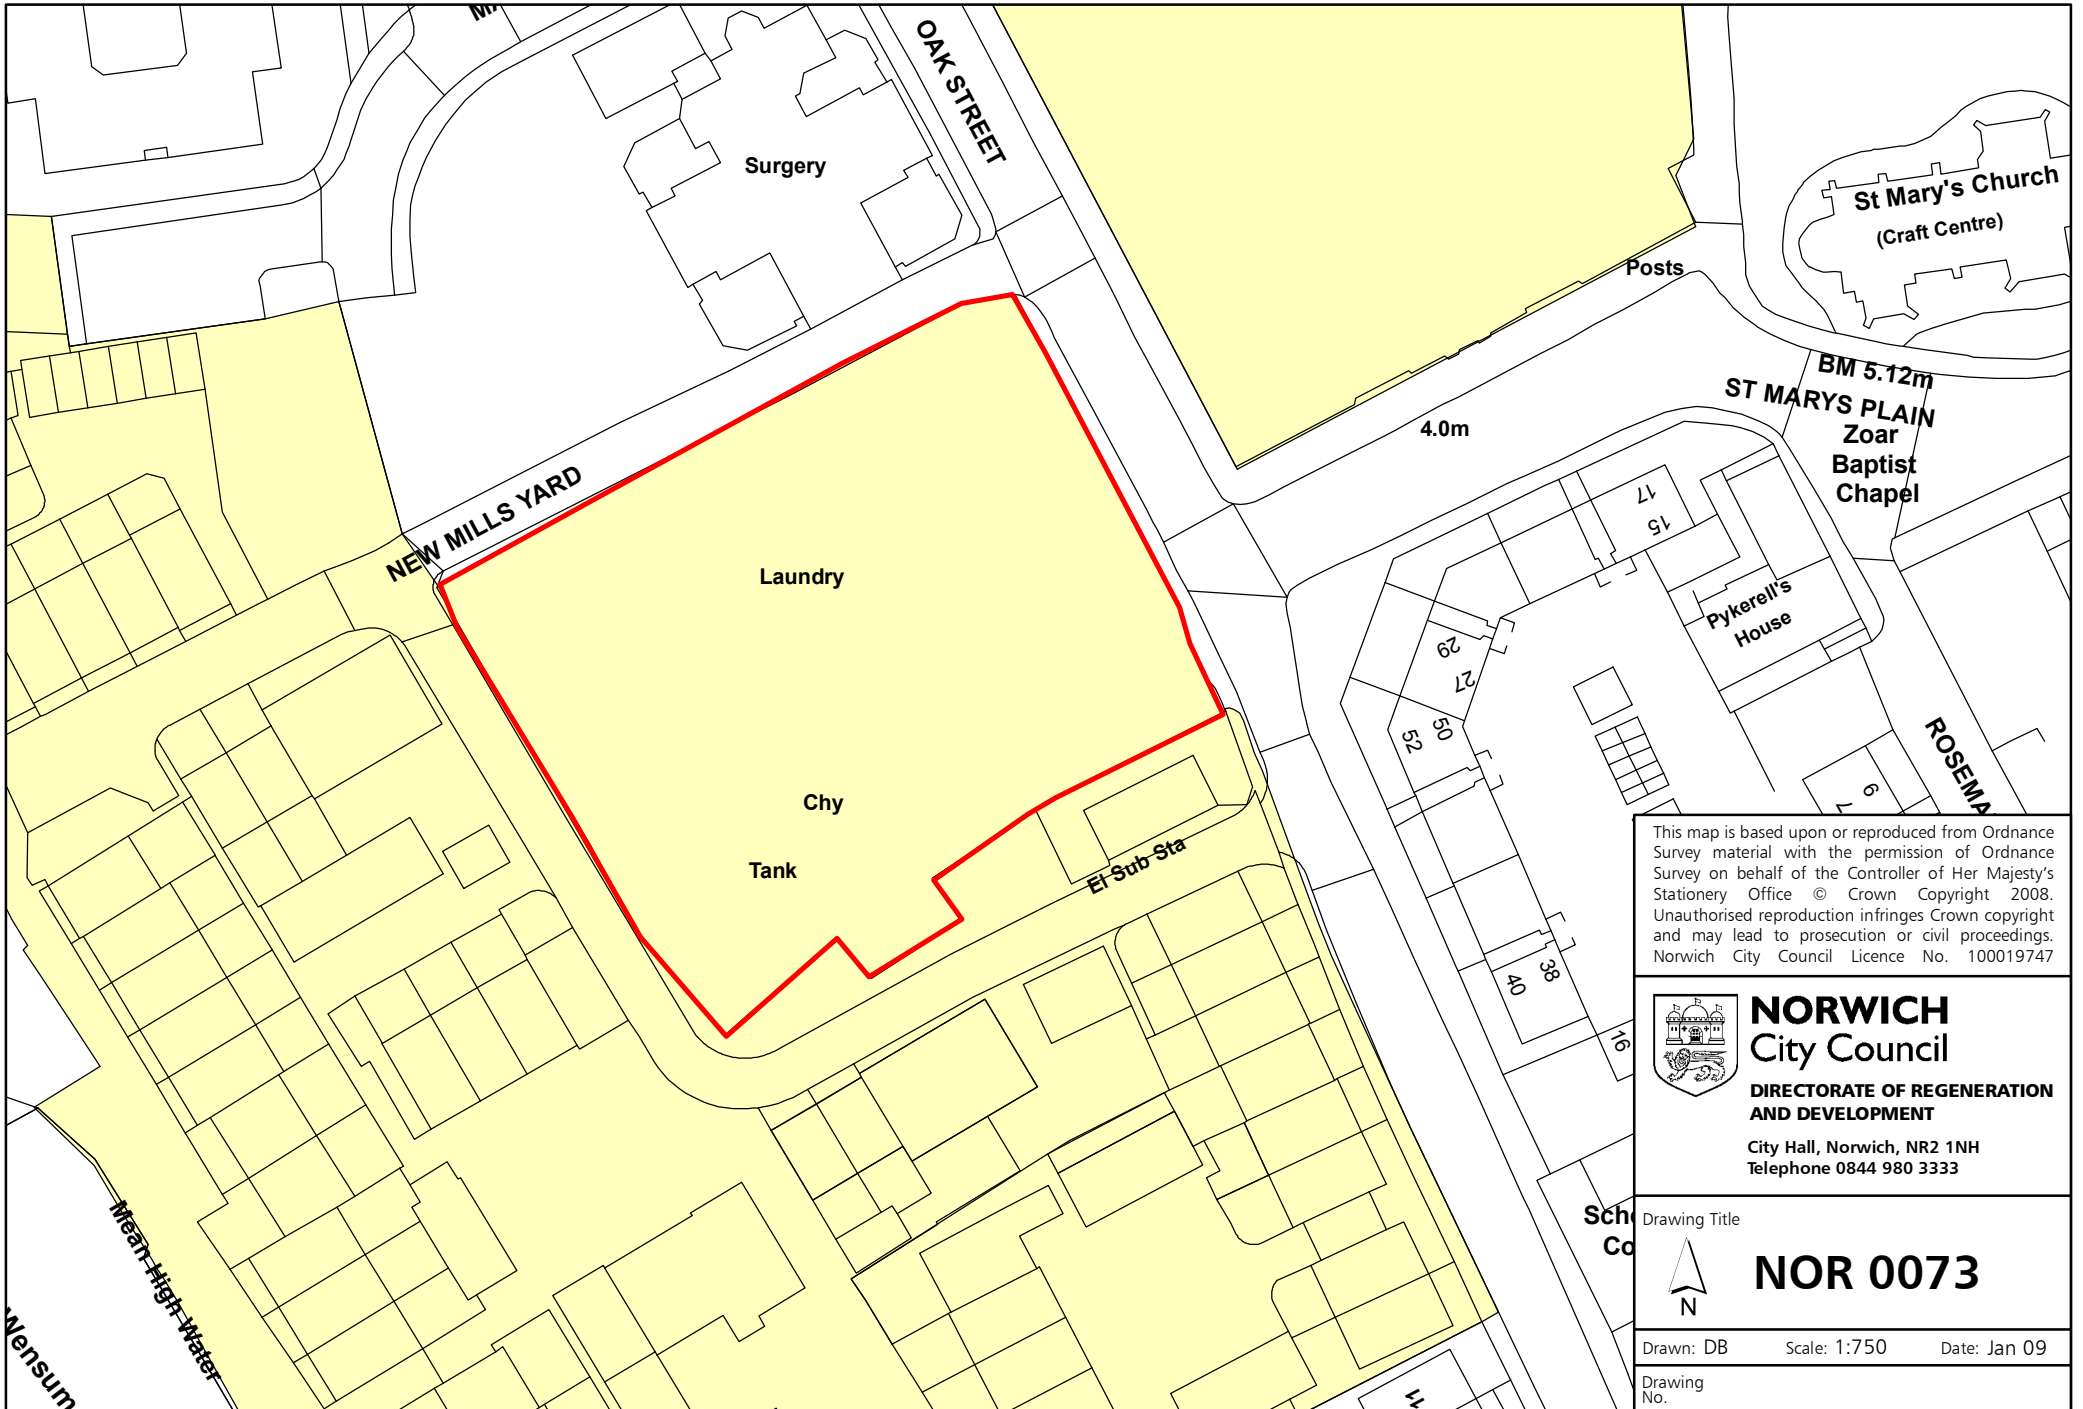 OAK STREET
Surgery
St Mary's Church
(Craft Centre)
Posts
BM 5.12m
ST MARYS PLAIN
4.0m
Zoar
Baptist
Chapel
NEW MILLS YARD
17
15
Laundry
Pykerell's
House
29
27
50
52
ROSEMA
6
7
Chy
Tank
El Sub Sta
38
40
16
Mean High Water
Wensum
11
Sch
Co
This map is based upon or reproduced from Ordnance
Survey material with the permission of Ordnance
Survey on behalf of the Controller of Her Majesty's
Stationery Office © Crown Copyright 2008.
Unauthorised reproduction infringes Crown copyright
and may lead to prosecution or civil proceedings.
Norwich City Council Licence No. 100019747
NORWICH
City Council
DIRECTORATE OF REGENERATION
AND DEVELOPMENT
City Hall, Norwich, NR2 1NH
Telephone 0844 980 3333
Drawing Title
N
NOR 0073
Drawn: DB Scale: 1:750 Date: Jan 09
Drawing
No.